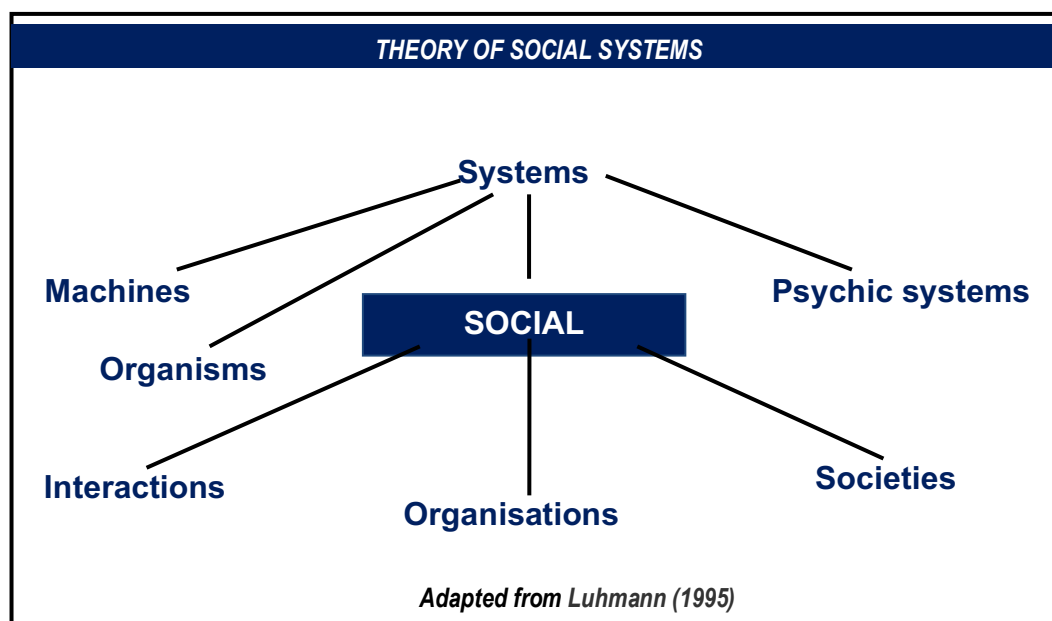 THEORY OF SOCIAL SYSTEMS
Systems
Machines
Psychic systems
SOCIAL
Organisms
Interactions
Societies
Organisations
Adapted from Luhmann (1995)